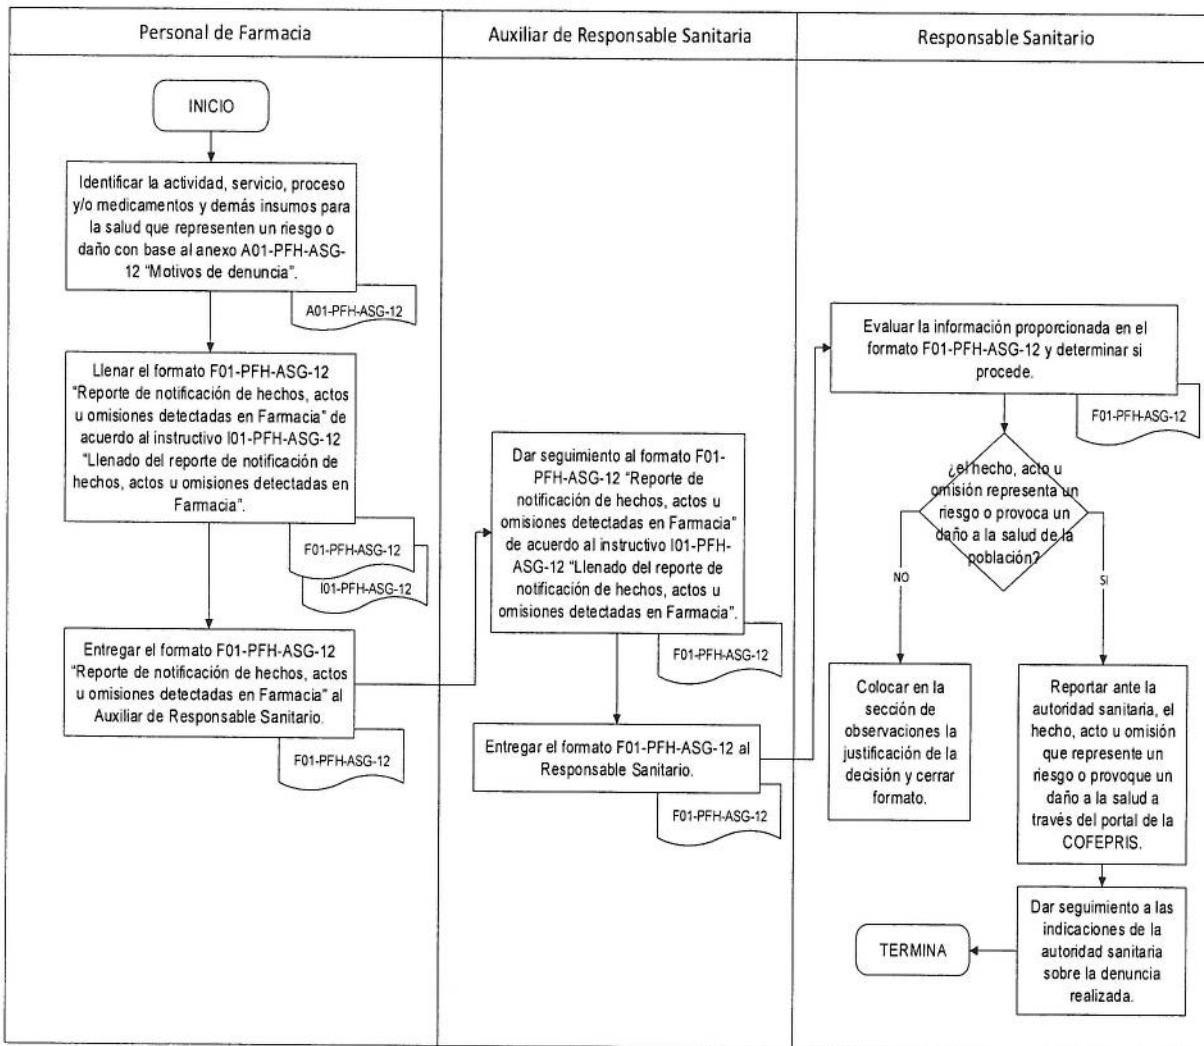 Personal de Farmacia
Auxiliar de Responsable Sanitaria
Responsable Sanitario
INICIO
Identificar la actividad, servicio, proceso
y/o medicamentos y demás insumos para
la salud que representen un riesgo o
daño con base al anexo A01-PFH-ASG-
12 "Motivos de denuncia".
A01-PFH-ASG-12
Llenar el formato F01-PFH-ASG-12
"Reporte de notificación de hechos, actos
u omisiones detectadas en Farmacia" de
acuerdo al instructivo I01-PFH-ASG-12
"Llenado del reporte de notificación de
hechos, actos u omisiones detectadas en
Farmacia".
F01-PFH-ASG-12
I01-PFH-ASG-12
Entregar el formato F01-PFH-ASG-12
"Reporte de notificación de hechos, actos
u omisiones detectadas en Farmacia" al
Auxiliar de Responsable Sanitario.
F01-PFH-ASG-12
Dar seguimiento al formato F01-
PFH-ASG-12 "Reporte de
notificación de hechos, actos u
omisiones detectadas en Farmacia"
de acuerdo al instructivo I01-PFH-
ASG-12 "Llenado del reporte de
notificación de hechos, actos u
omisiones detectadas en Farmacia".
F01-PFH-ASG-12
Entregar el formato F01-PFH-ASG-12 al
Responsable Sanitario.
F01-PFH-ASG-12
Evaluar la información proporcionada en el
formato F01-PFH-ASG-12 y determinar si
procede.
F01-PFH-ASG-12
¿el hecho, acto u
omisión representa un
riesgo o provoca un
daño a la salud de la
población?
NO
SI
Colocar en la
sección de
observaciones la
justificación de la
decisión y cerrar
formato.
Reportar ante la
autoridad sanitaria, el
hecho, acto u omisión
que represente un
riesgo o provoque un
daño a la salud a
través del portal de la
COFEPRIS.
Dar seguimiento a las
indicaciones de la
autoridad sanitaria
sobre la denuncia
realizada.
TERMINA